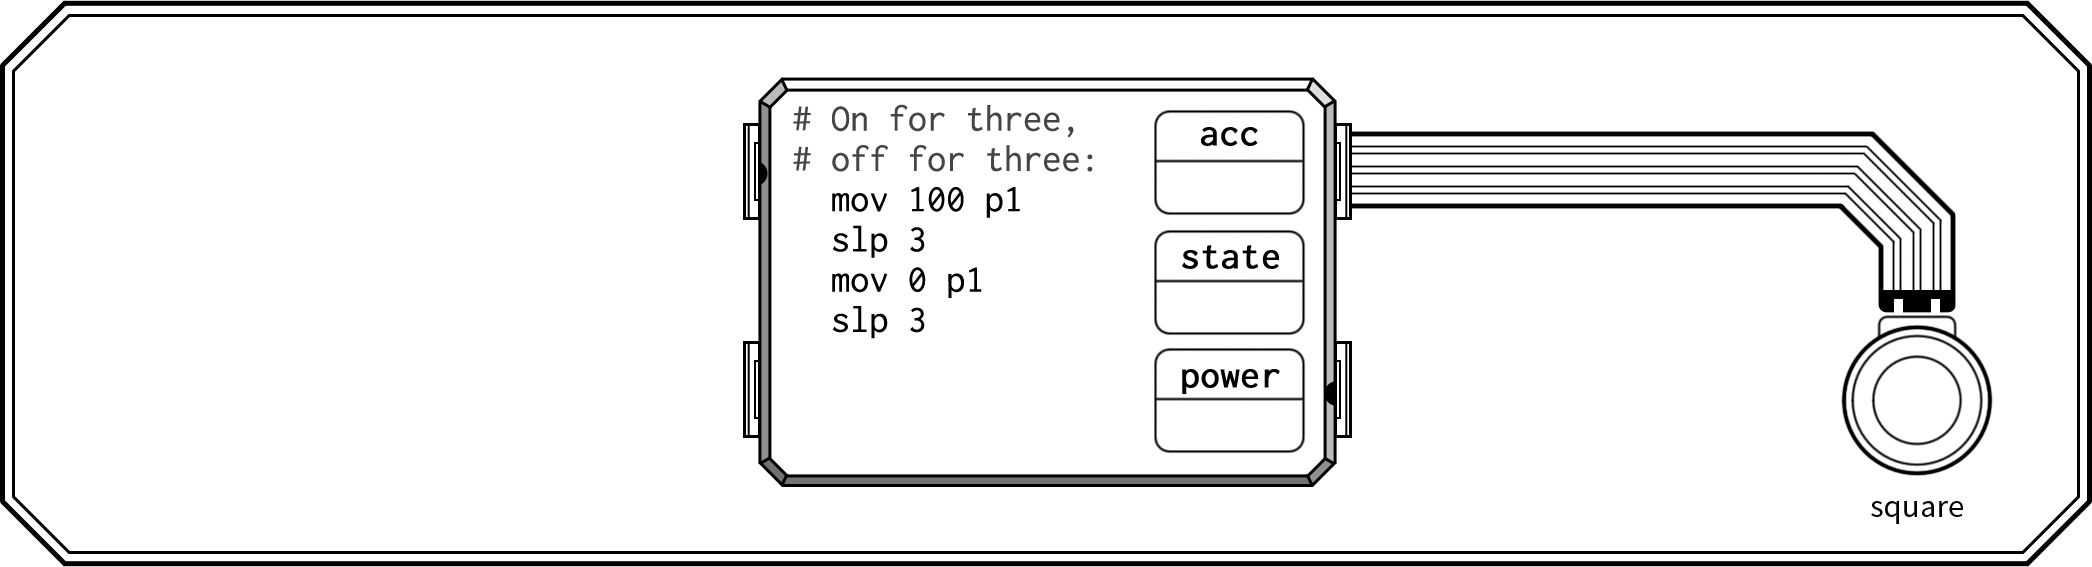 # On for three,
# off for three:
mov 100 p1
slp 3
mov 0 p1
slp 3
acc
state
power
square